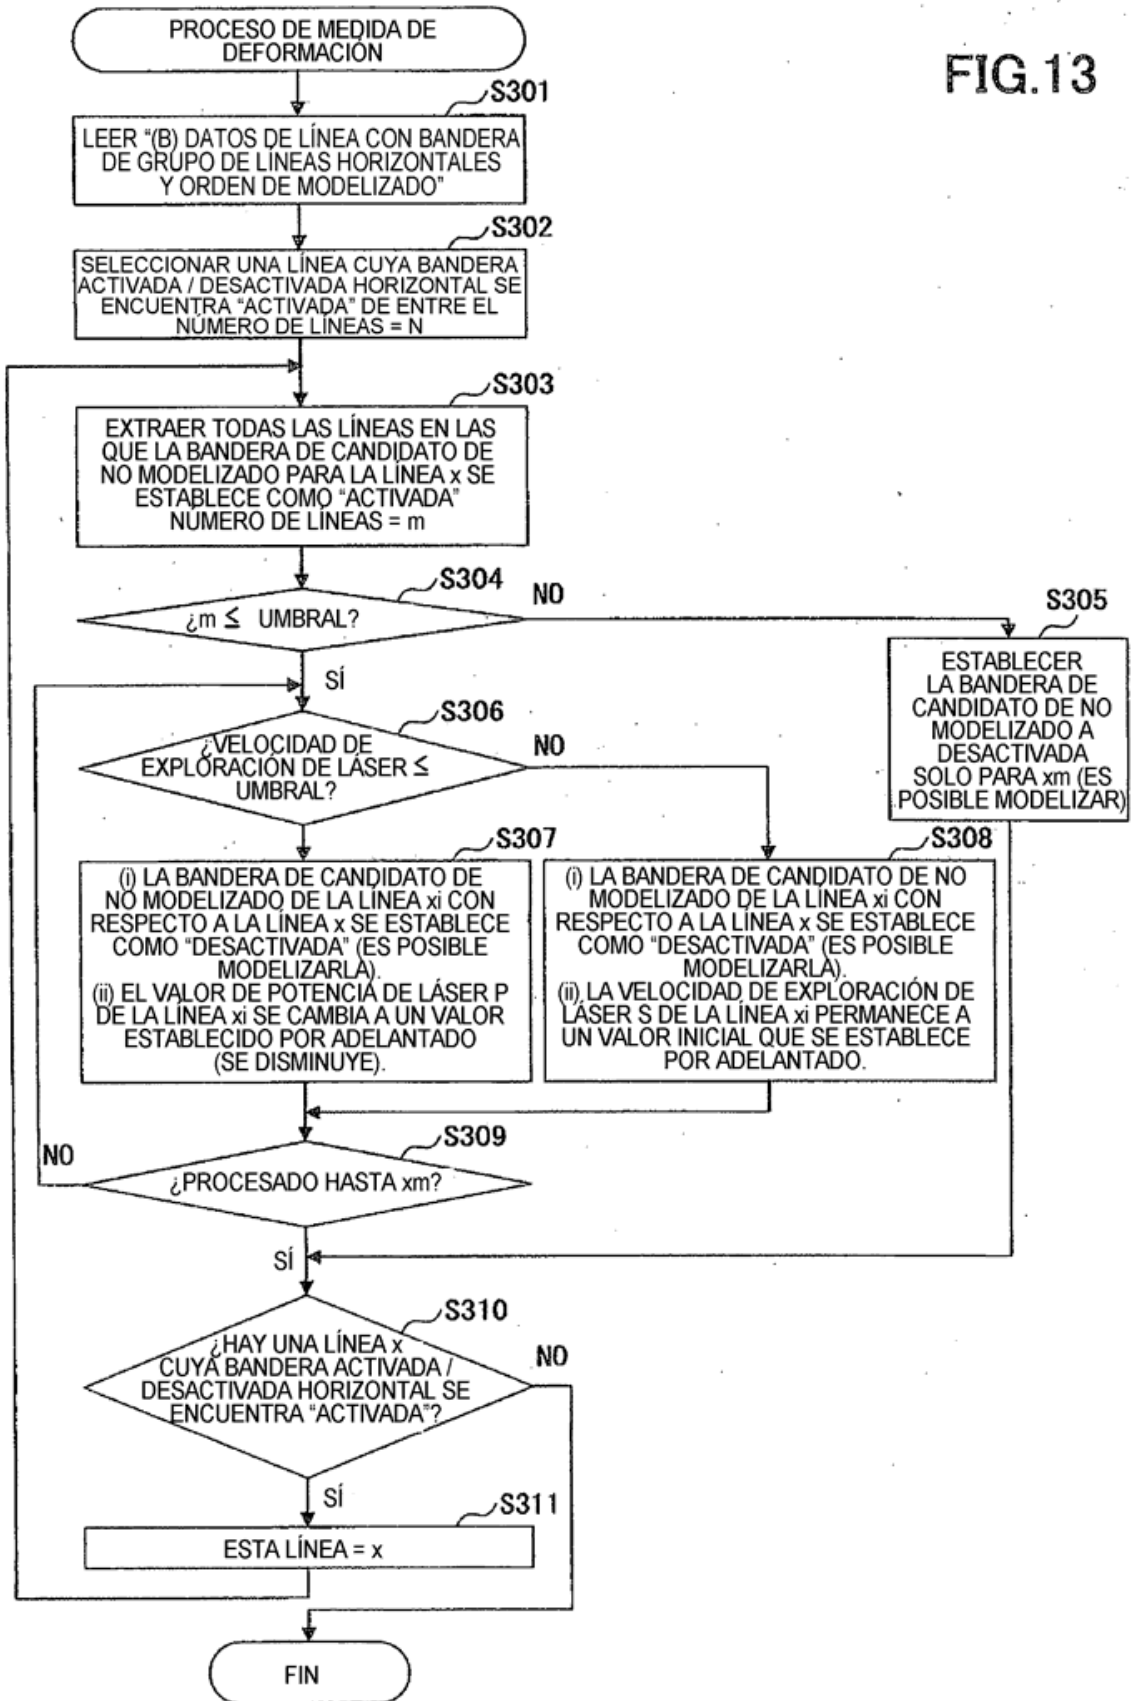 PROCESO DE MEDIDA DE
DEFORMACIÓN
FIG.13
S301
LEER “(B) DATOS DE LÍNEA CON BANDERA
DE GRUPO DE LÍNEAS HORIZONTALES
Y ORDEN DE MODELIZADO”
S302
SELECCIONAR UNA LÍNEA CUYA BANDERA
ACTIVADA / DESACTIVADA HORIZONTAL SE
ENCUENTRA “ACTIVADA” DE ENTRE EL
NÚMERO DE LÍNEAS = N
S303
EXTRAER TODAS LAS LÍNEAS EN LAS
QUE LA BANDERA DE CANDIDATO DE
NO MODELIZADO PARA LA LÍNEA x SE
ESTABLECE COMO “ACTIVADA”
NÚMERO DE LÍNEAS = m
S304
¿m ≦ UMBRAL?
NO
SÍ
S305
ESTABLECER
LA BANDERA DE
CANDIDATO DE NO
MODELIZADO A
DESACTIVADA
SOLO PARA xm (ES
POSIBLE MODELIZAR)
S306
¿VELOCIDAD DE
EXPLORACIÓN DE LÁSER ≦
UMBRAL?
NO
S307
(i) LA BANDERA DE CANDIDATO DE
NO MODELIZADO DE LA LÍNEA xi CON
RESPECTO A LA LÍNEA x SE ESTABLECE
COMO “DESACTIVADA” (ES POSIBLE
MODELIZARLA).
(ii) EL VALOR DE POTENCIA DE LÁSER P
DE LA LÍNEA xi SE CAMBIA A UN VALOR
ESTABLECIDO POR ADELANTADO
(SE DISMINUYE).
S308
(i) LA BANDERA DE CANDIDATO DE NO
MODELIZADO DE LA LÍNEA xi CON
RESPECTO A LA LÍNEA x SE ESTABLECE
COMO “DESACTIVADA” (ES POSIBLE
MODELIZARLA).
(ii) LA VELOCIDAD DE EXPLORACIÓN DE
LÁSER S DE LA LÍNEA xi PERMANECE A
UN VALOR INICIAL QUE SE ESTABLECE
POR ADELANTADO.
S309
NO
¿PROCESADO HASTA xm?
SÍ
S310
¿HAY UNA LÍNEA x
CUYA BANDERA ACTIVADA /
DESACTIVADA HORIZONTAL SE
ENCUENTRA “ACTIVADA”?
NO
SÍ
S311
ESTA LÍNEA = x
FIN